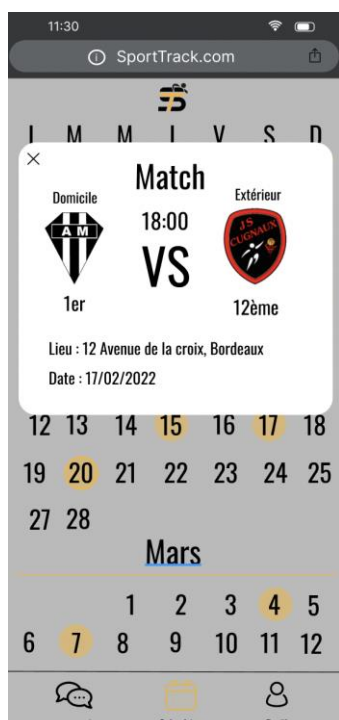 11:30
SportTrack.com
Match
Domicile
Extérieur
18:00
VS
A M
JS
CUGNAUX
1er
12ème
Lieu : 12 Avenue de la croix, Bordeaux
Date : 17/02/2022
12 13 14 15 16 17 18
19 20 21 22 23 24 25
27 28
Mars
1 2 3 4 5
6 7 8 9 10 11 12